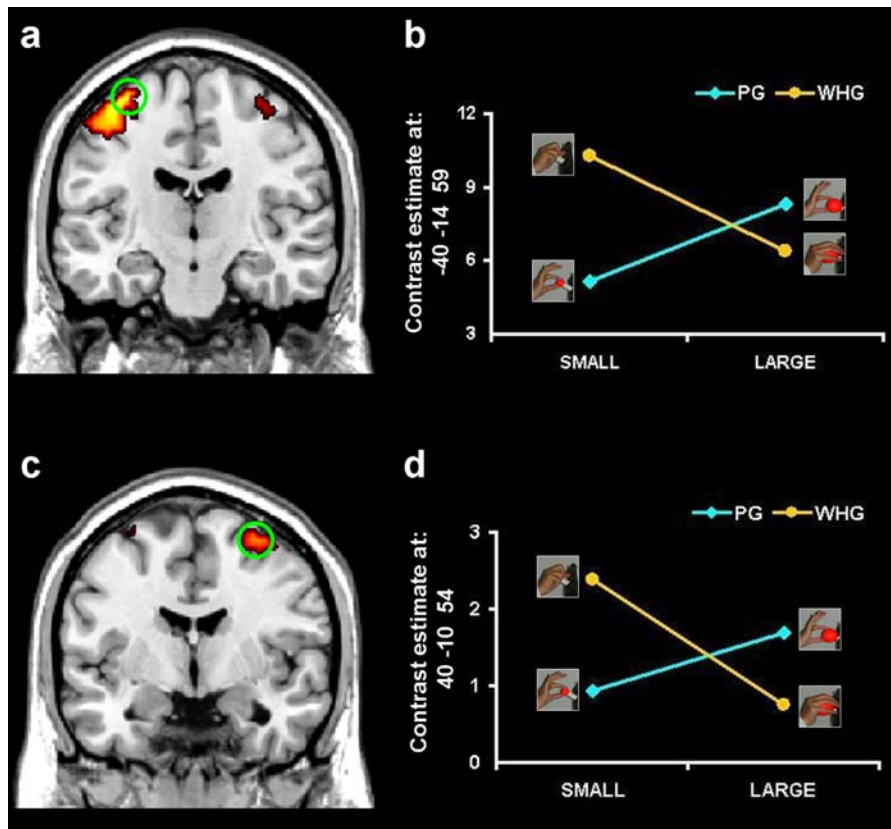 a
b
PG WHG
Contrast estimate at:
-40 -14 59
12
9
6
3
SMALL LARGE
c
d
PG WHG
Contrast estimate at:
40 -10 54
3
2
1
0
SMALL LARGE